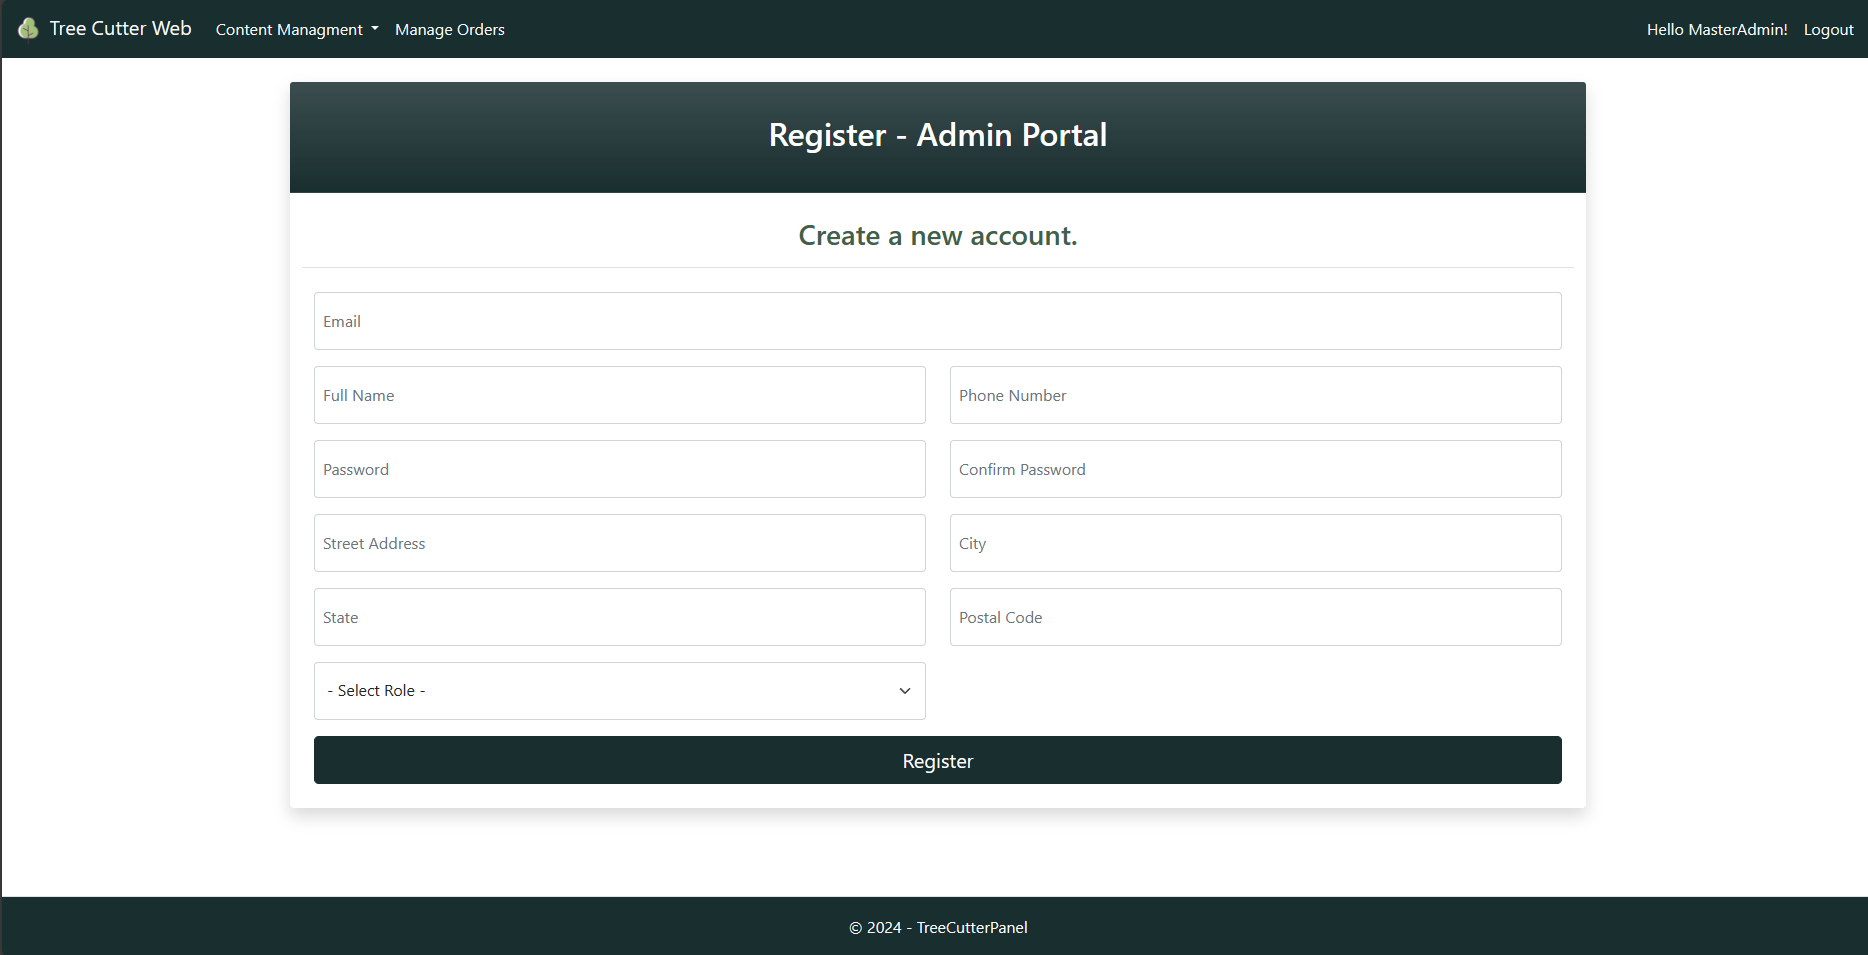 Tree Cutter Web Content Managment Manage Orders Hello MasterAdmin! Logout
Register - Admin Portal
Create a new account.
Email
Full Name Phone Number
Password Confirm Password
Street Address City
State Postal Code
- Select Role -
Register
© 2024 - TreeCutterPanel